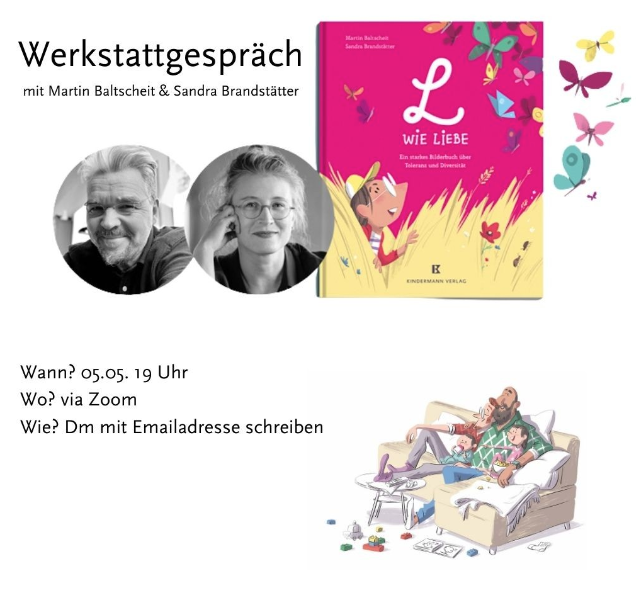 Werkstattgespräch
mit Martin Baltscheit & Sandra Brandstätter
Martin Baltscheit
Sandra Brandstätter
L
WIE LIEBE
Ein starkes Bilderbuch über
Toleranz und Diversität
K
KINDERMANN VERLAG
Wann? 05.05. 19 Uhr
Wo? via Zoom
Wie? Dm mit Emailadresse schreiben